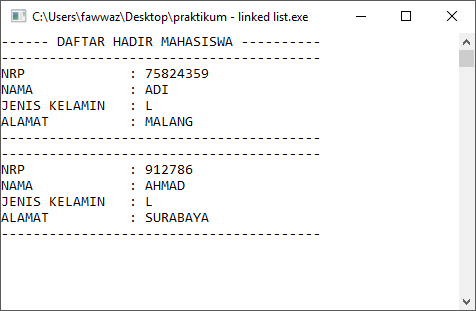 C:\Users\fawwaz\Desktop\praktikum - linked list.exe
------ DAFTAR HADIR MAHASISWA ----------
----------------------------------------
NRP             : 75824359
NAMA            : ADI
JENIS KELAMIN   : L
ALAMAT          : MALANG
----------------------------------------
----------------------------------------
NRP             : 912786
NAMA            : AHMAD
JENIS KELAMIN   : L
ALAMAT          : SURABAYA
----------------------------------------